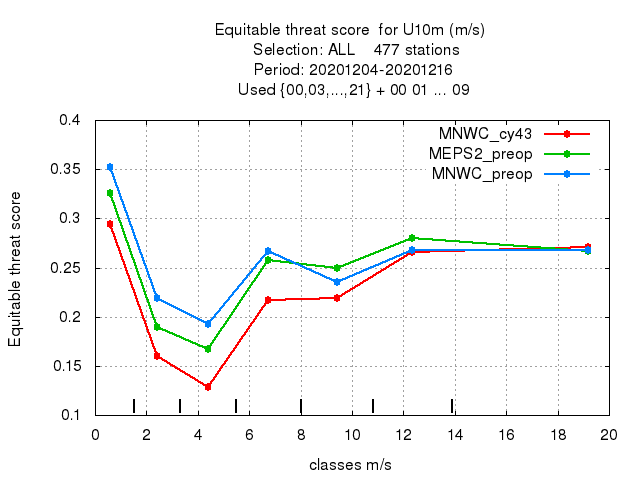 Equitable threat score  for U10m (m/s)
Selection: ALL    477 stations
Period: 20201204-20201216
Used {00,03,...,21} + 00 01 ... 09
MNWC_cy43
MEPS2_preop
MNWC_preop
Equitable threat score
0.4
0.35
0.3
0.25
0.2
0.15
0.1
0 2 4 6 8 10 12 14 16 18 20
classes m/s